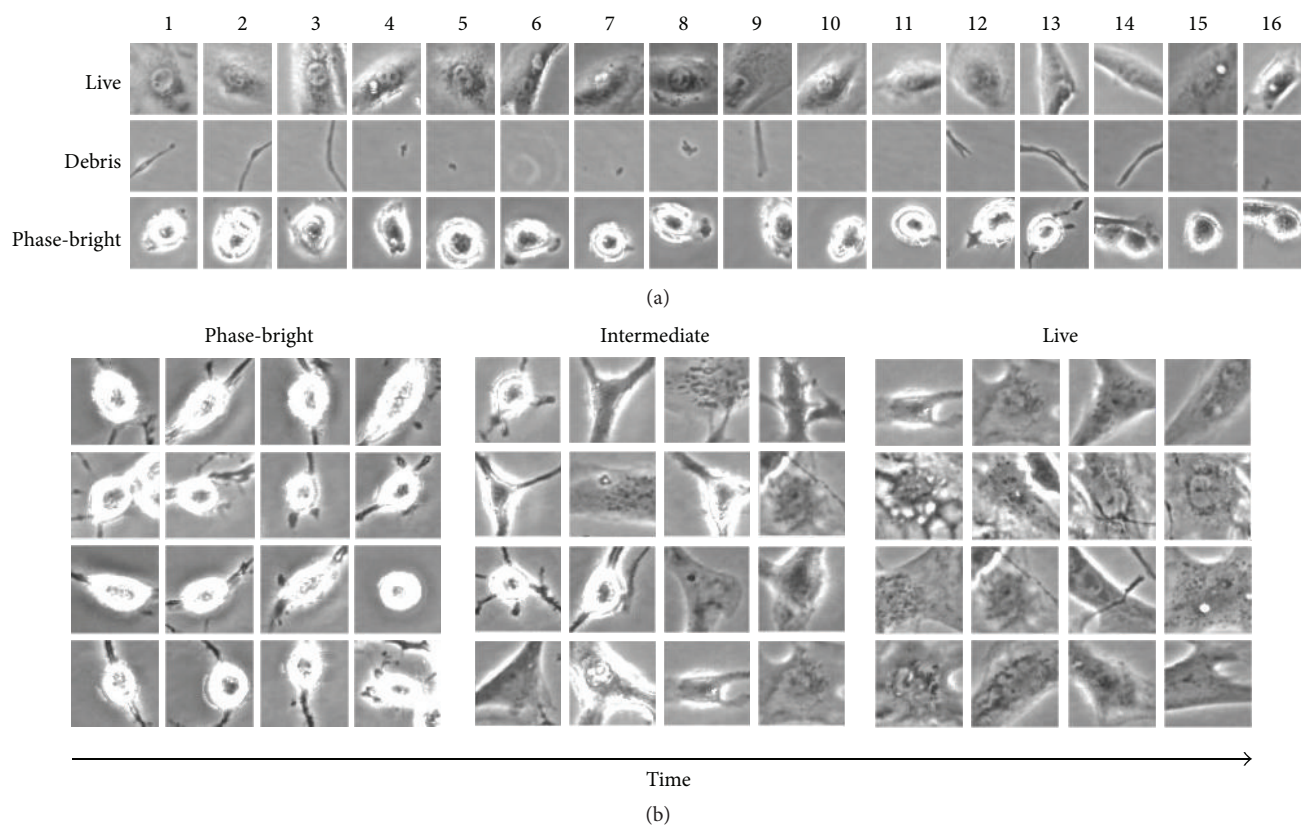 1 2 3 4 5 6 7 8 9 10 11 12 13 14 15 16
Live
Debris
Phase-bright
(a)
Phase-bright Intermediate Live
Time
(b)